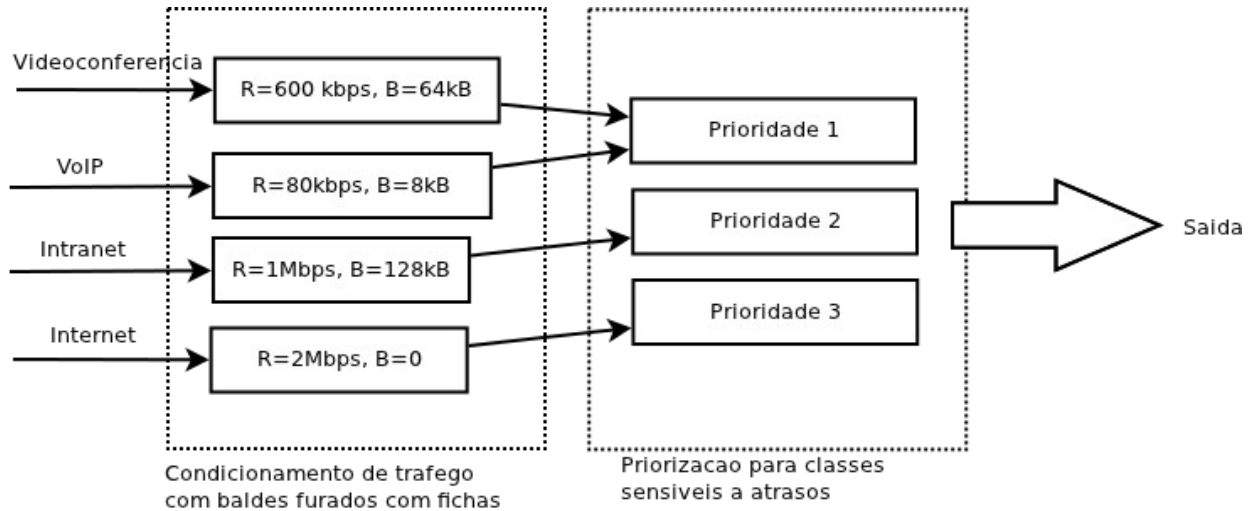 Videoconferencia
R=600 kbps, B=64kB
Prioridade 1
VoIP
R=80kbps, B=8kB
Prioridade 2
Saida
Intranet
R=1Mbps, B=128kB
Prioridade 3
Internet
R=2Mbps, B=0
Condicionamento de trafego
com baldes furados com fichas
Priorizacao para classes
sensiveis a atrasos